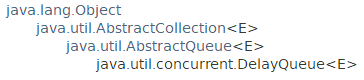 java.lang.Object
java.util.AbstractCollection<E>
java.util.AbstractQueue<E>
java.util.concurrent.DelayQueue<E>